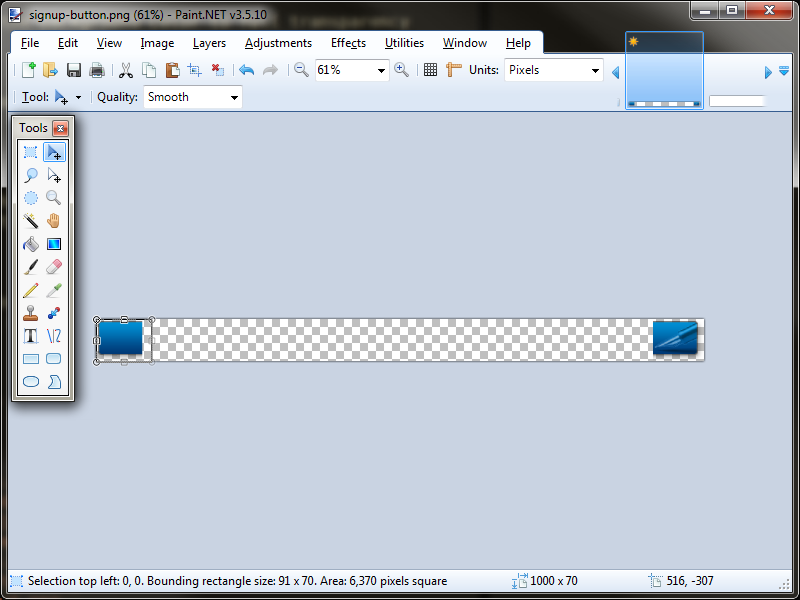 signup-button.png (61%) - Paint.NET v3.5.10
transparency
File Edit View Image Layers Adjustments Effects Utilities Window Help
61% Units: Pixels
Tool: Quality: Smooth
Tools
Selection top left: 0, 0. Bounding rectangle size: 91 x 70. Area: 6,370 pixels square 1000 x 70 516, -307